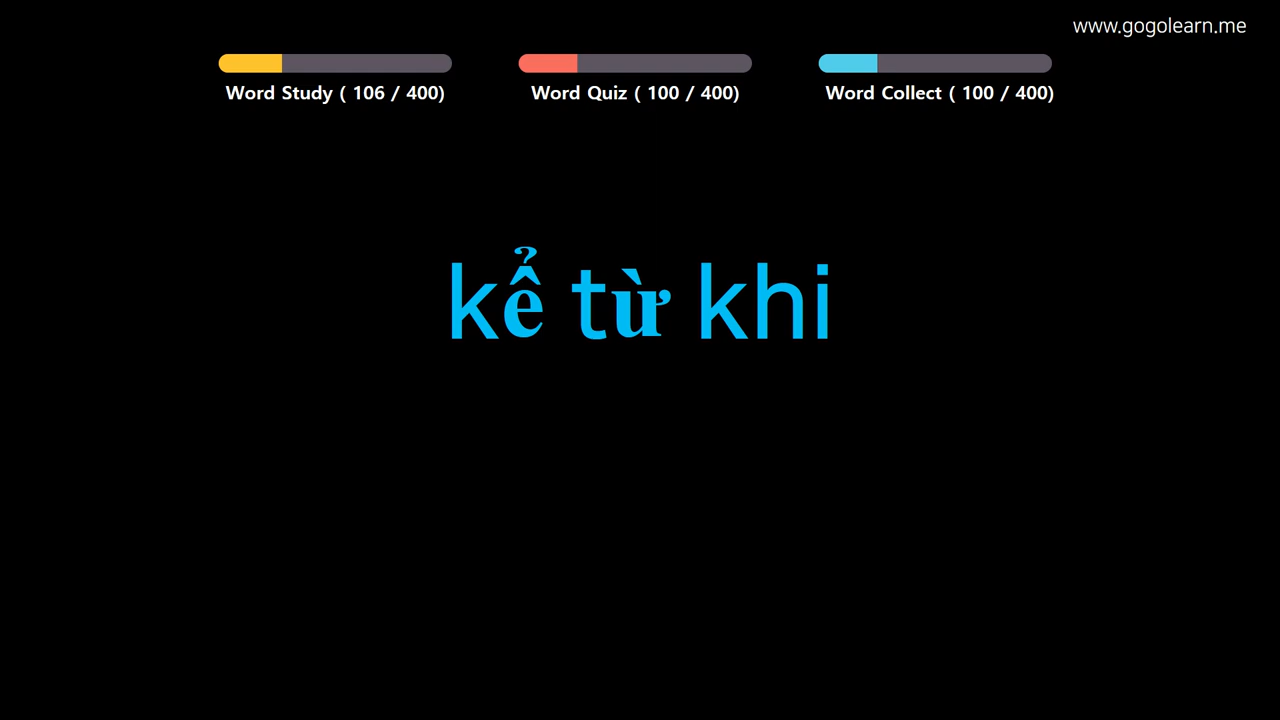 www.gogolearn.me
Word Study ( 106 / 400) Word Quiz ( 100 / 400) Word Collect ( 100 / 400)
kể từ khi